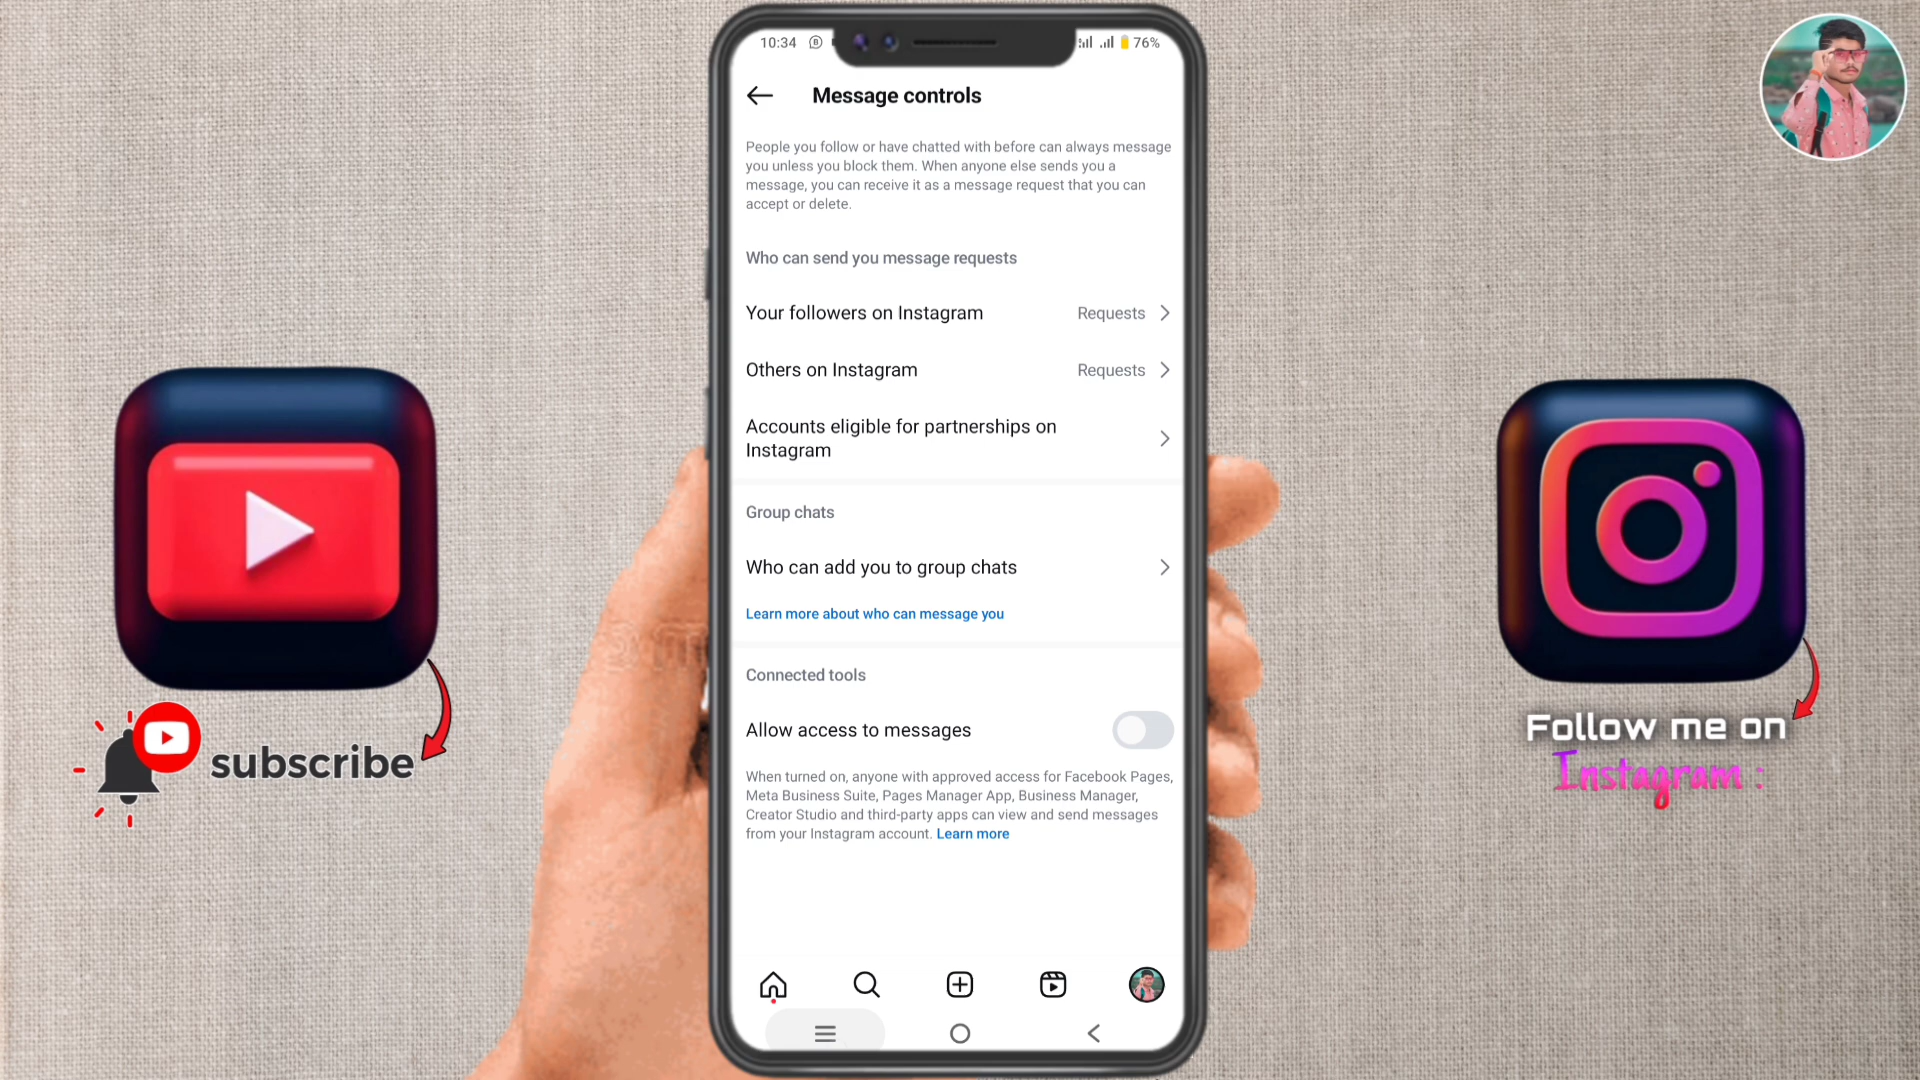 10:34
76%
Message controls
People you follow or have chatted with before can always message
you unless you block them. When anyone else sends you a
message, you can receive it as a message request that you can
accept or delete.
Who can send you message requests
Your followers on Instagram Requests
Others on Instagram Requests
Accounts eligible for partnerships on
Instagram
Group chats
Who can add you to group chats
Learn more about who can message you
Connected tools
Allow access to messages
When turned on, anyone with approved access for Facebook Pages,
Meta Business Suite, Pages Manager App, Business Manager,
Creator Studio and third-party apps can view and send messages
from your Instagram account. Learn more
subscribe
Follow me on
Instagram :